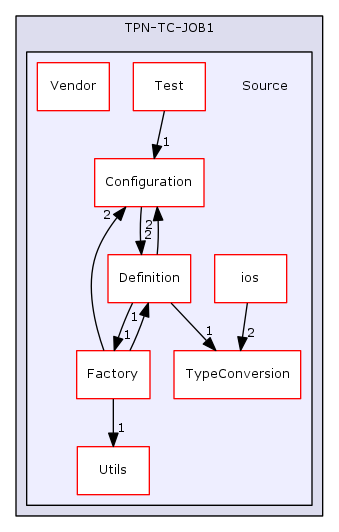 TPN-TC-JOB1
Vendor
Test
Source
1
Configuration
2
2
2
Definition
ios
1
1
1
2
Factory
TypeConversion
1
Utils